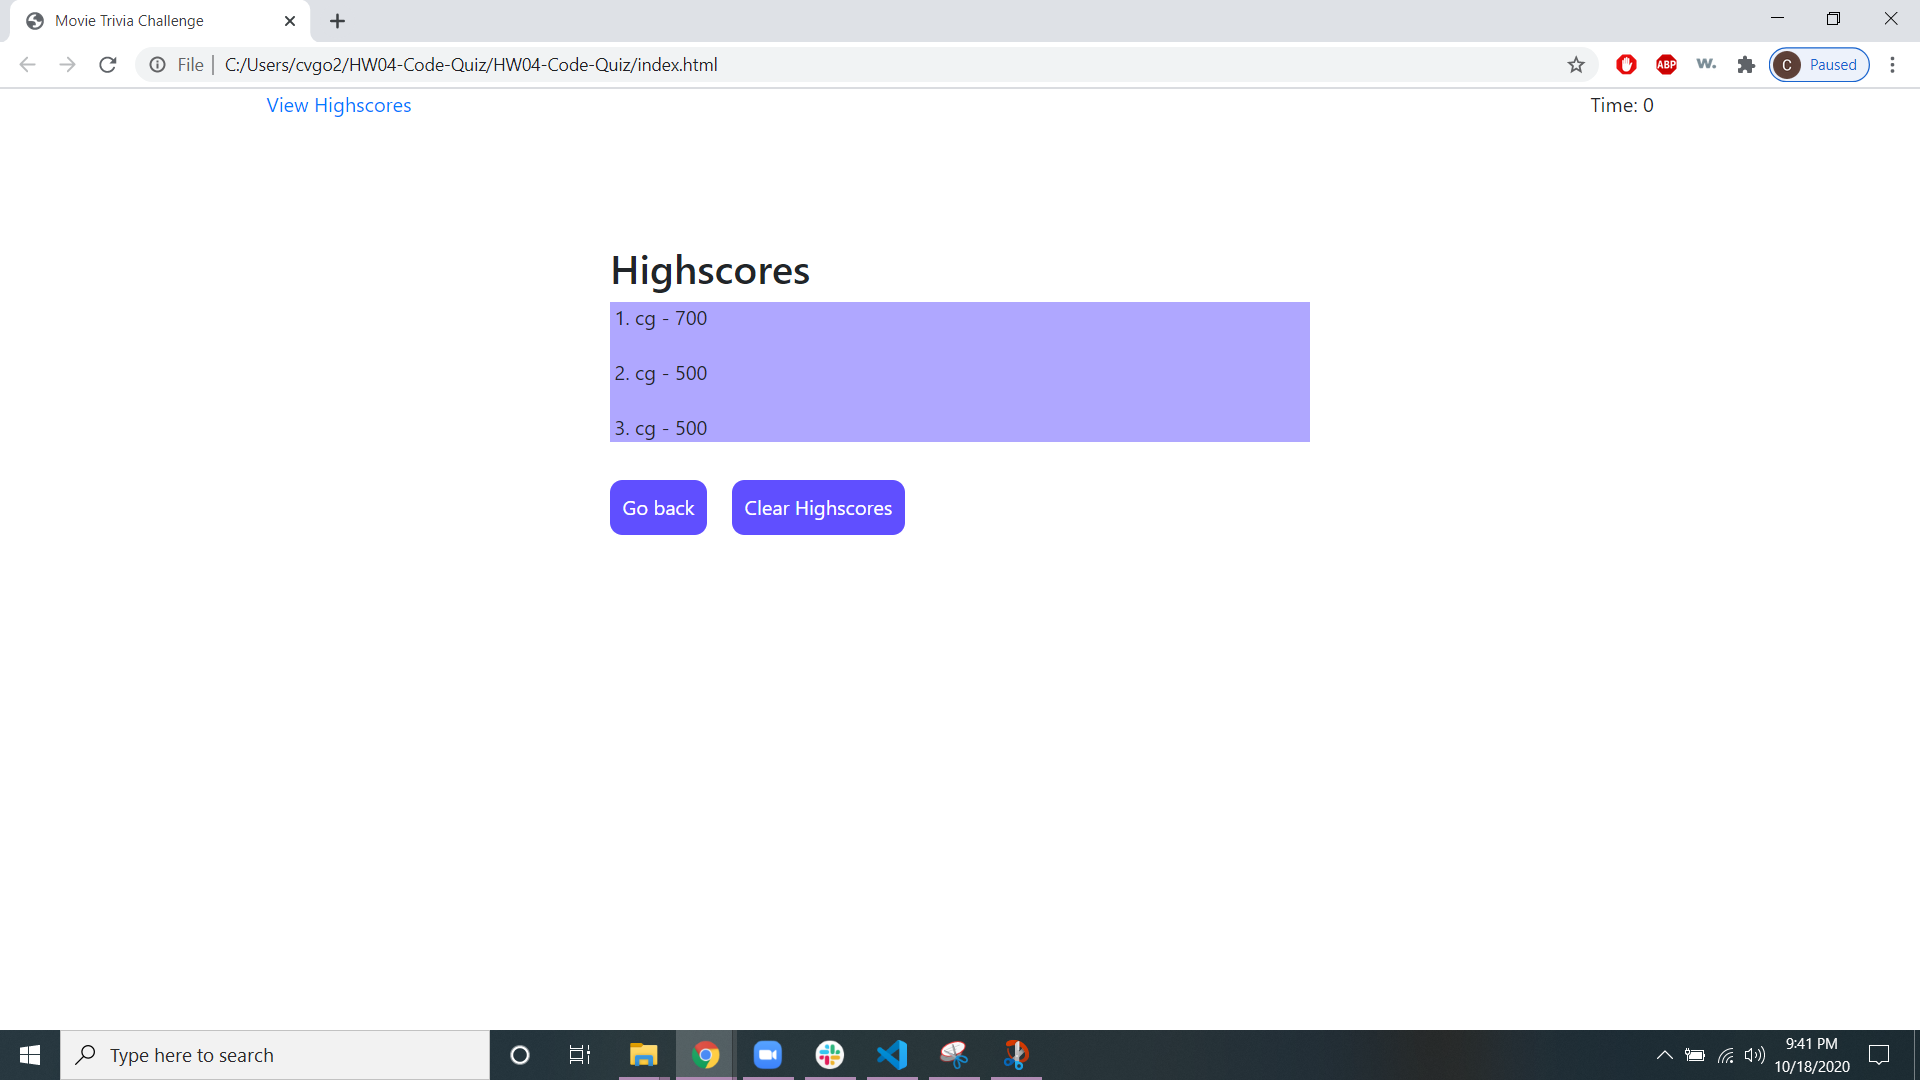 Movie Trivia Challenge
File | C:/Users/cvgo2/HW04-Code-Quiz/HW04-Code-Quiz/index.html
ABP
w.
C Paused
View Highscores
Time: 0
Highscores
1. cg - 700
2. cg - 500
3. cg - 500
Go back
Clear Highscores
Type here to search
9:41 PM
10/18/2020